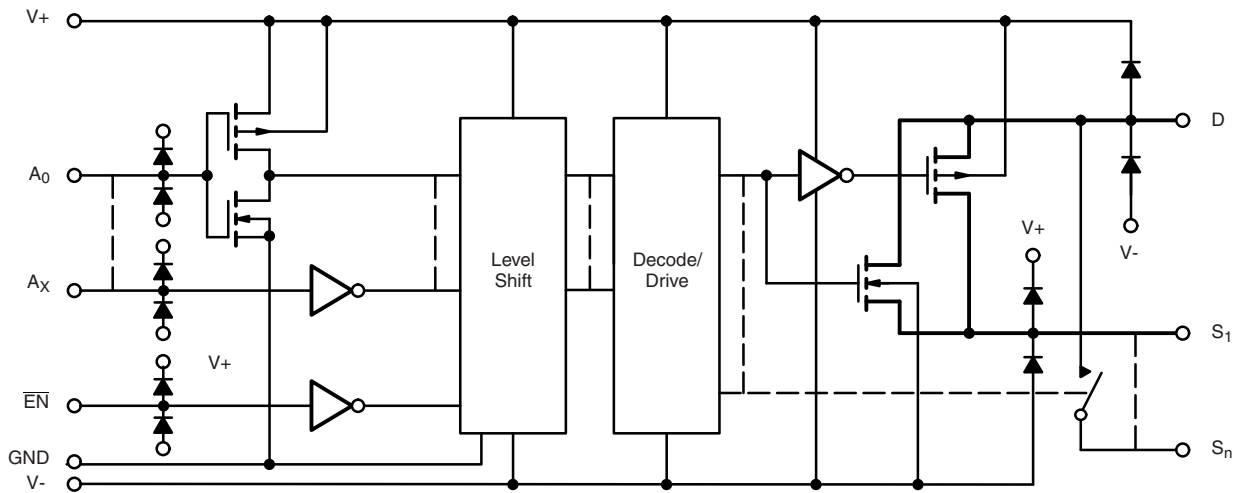 V+
D
A0
V+
V-
Level
Shift
Decode/
Drive
AX
S1
V+
EN
Sn
GND
V-